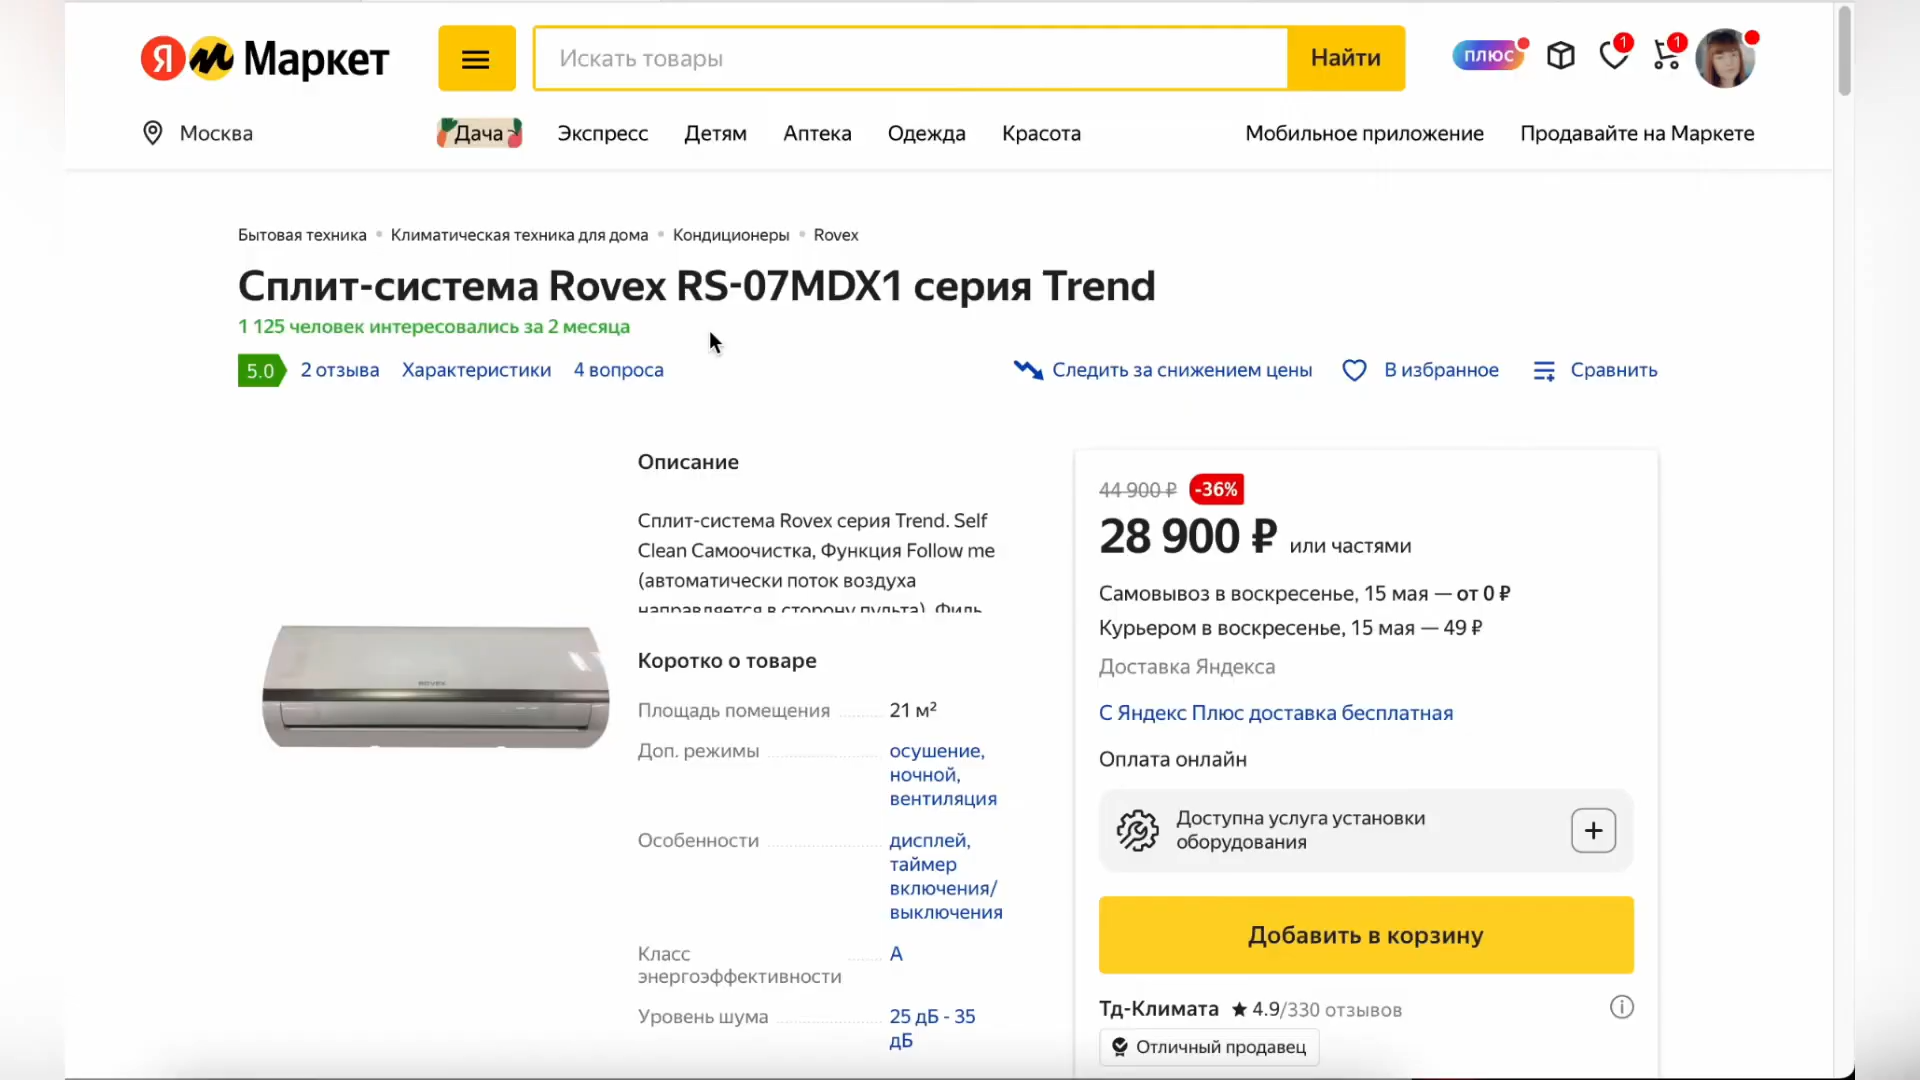 Я Маркет
Искать товары
Найти
плюс
1
1
Москва
Дача
Экспресс
Детям
Аптека
Одежда
Красота
Мобильное приложение
Продавайте на Маркете
Бытовая техника • Климатическая техника для дома • Кондиционеры • Rovex
Сплит-система Rovex RS-07MDX1 серия Trend
1 125 человек интересовались за 2 месяца
5.0
2 отзыва
Характеристики
4 вопроса
Следить за снижением цены
В избранное
Сравнить
ROVEX
Описание
Сплит-система Rovex серия Trend. Self
Clean Самоочистка, Функция Follow me
(автоматически поток воздуха
направляется в сторону пульта), Филь
Коротко о товаре
Площадь помещения
21 м²
Доп. режимы
осушение,
ночной,
вентиляция
Особенности
дисплей,
таймер
включения/
выключения
Класс
энергоэффективности
A
Уровень шума
25 дБ - 35
дБ
44 900 ₽
-36%
28 900 ₽ или частями
Самовывоз в воскресенье, 15 мая — от 0 ₽
Курьером в воскресенье, 15 мая — 49 ₽
Доставка Яндекса
С Яндекс Плюс доставка бесплатная
Оплата онлайн
Доступна услуга установки
оборудования
+
Добавить в корзину
Тд-Климата ★ 4.9/330 отзывов
Отличный продавец